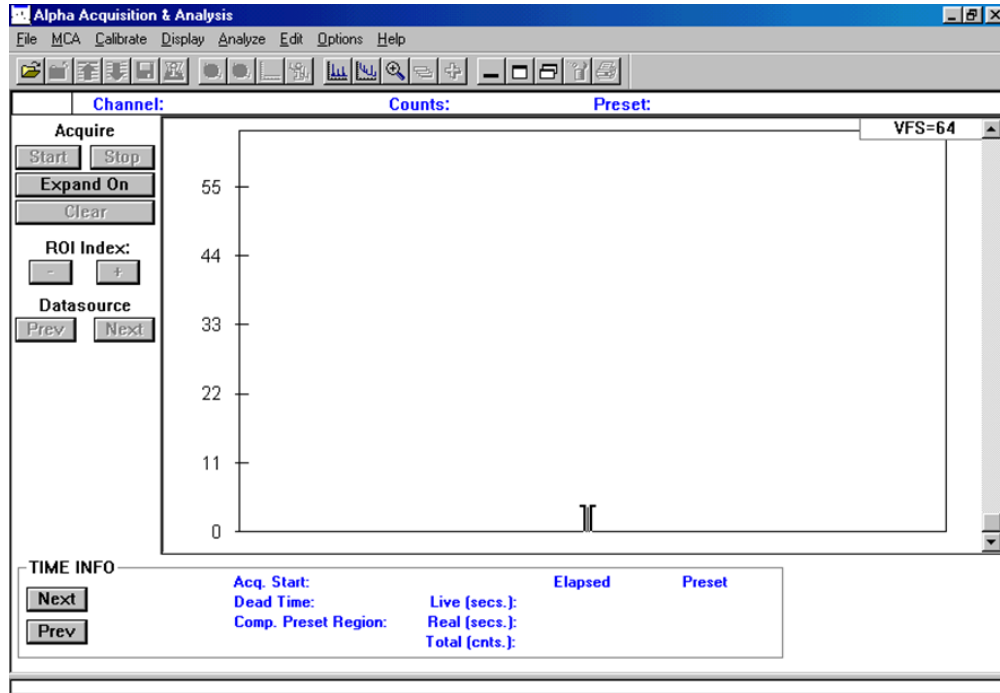 Alpha Acquisition & Analysis
File MCA Calibrate Display Analyze Edit Options Help
Channel: Counts: Preset:
Acquire
Start Stop
Expand On
Clear
ROI Index:
- +
Datasource
Prev Next
VFS=64
55
44
33
22
11
0
TIME INFO
Next
Prev
Acq. Start: Elapsed Preset
Dead Time: Live (secs.):
Comp. Preset Region: Real (secs.):
Total (cnts.):